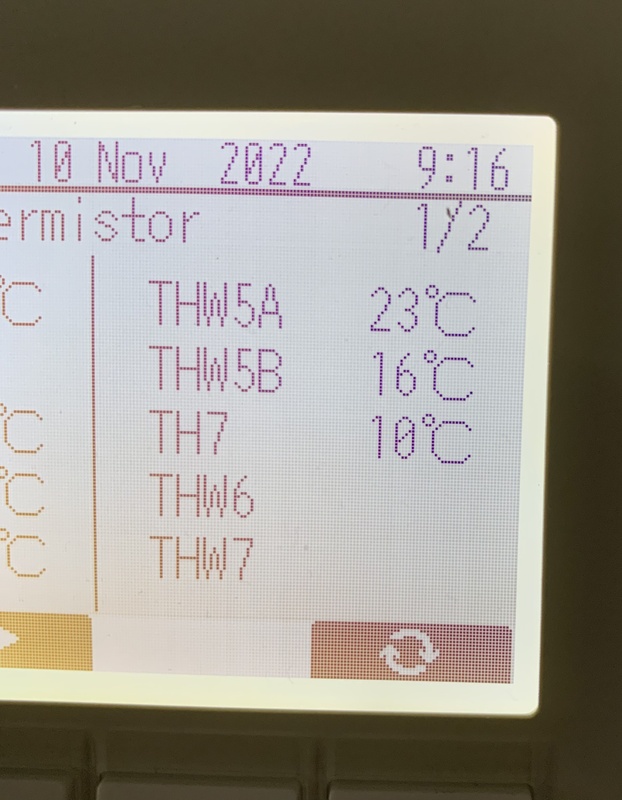 10 Nov 2022 9:16
ermistor 1/2
℃ THW5A 23℃
THW5B 16℃
℃ TH7 10℃
℃ THW6
℃ THW7